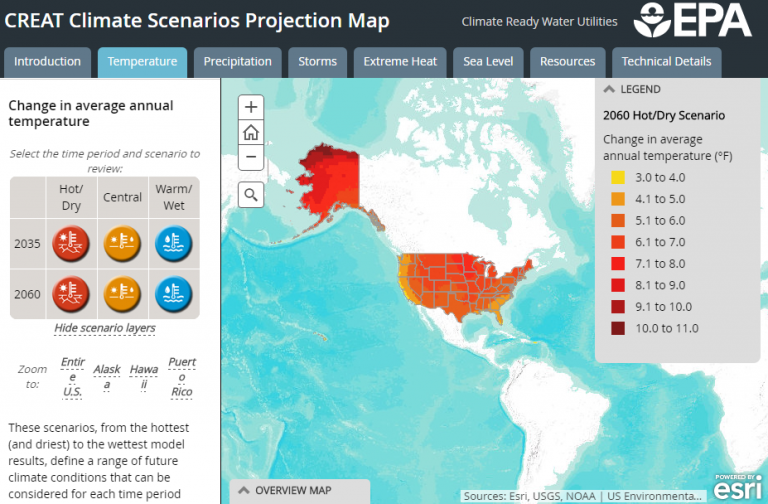 CREAT Climate Scenarios Projection Map
Climate Ready Water Utilities
EPA
Introduction
Temperature
Precipitation
Storms
Extreme Heat
Sea Level
Resources
Technical Details
Change in average annual
temperature
Select the time period and scenario to
review:
Hot/
Dry
Central
Warm/
Wet
2035
2060
Hide scenario layers
Zoom
to:
Entir
e
U.S.
Alask
a
Hawa
ii
Puert
o
Rico
These scenarios, from the hottest
(and driest) to the wettest model
results, define a range of future
climate conditions that can be
considered for each time period
+
−
LEGEND
2060 Hot/Dry Scenario
Change in average
annual temperature (°F)
3.0 to 4.0
4.1 to 5.0
5.1 to 6.0
6.1 to 7.0
7.1 to 8.0
8.1 to 9.0
9.1 to 10.0
10.0 to 11.0
OVERVIEW MAP
Sources: Esri, USGS, NOAA | US Environmenta...
POWERED BY
esri